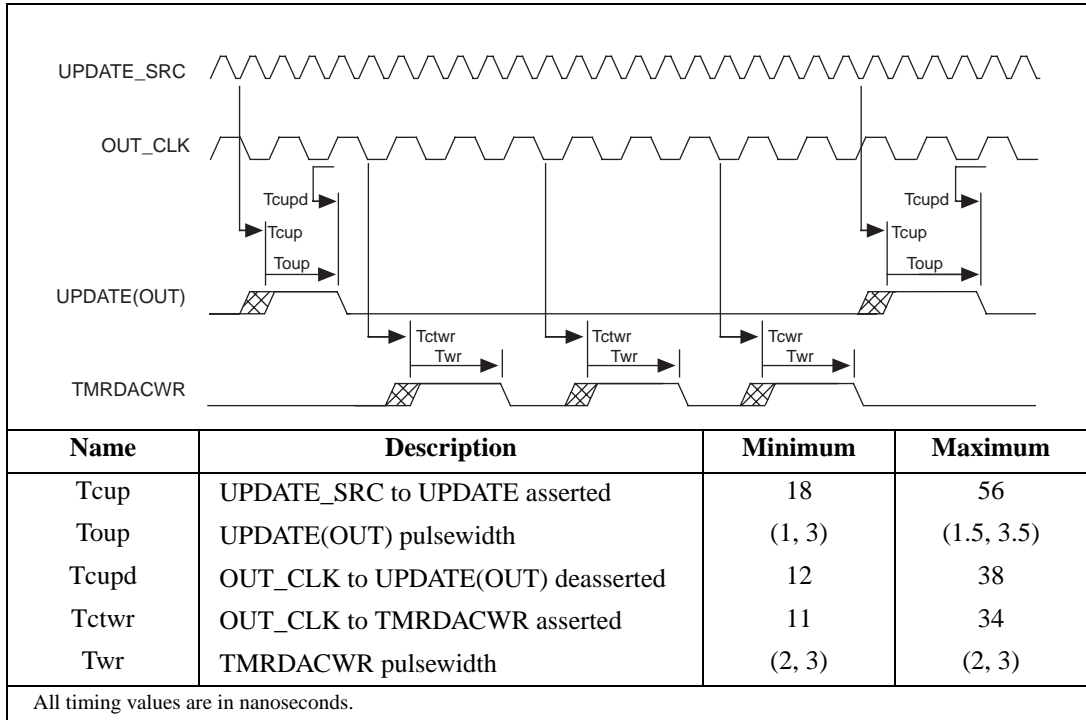 UPDATE_SRC
OUT_CLK
Tcupd
Tcupd
Tcup
Tcup
Toup
Toup
UPDATE(OUT)
Tctwr
Tctwr
Tcwr
Twr
Twr
Twr
TMRDACWR
Name Description Minimum Maximum
Tcup UPDATE_SRC to UPDATE asserted 18 56
Toup UPDATE(OUT) pulsewidth (1, 3) (1.5, 3.5)
Tcupd OUT_CLK to UPDATE(OUT) deasserted 12 38
Tctwr OUT_CLK to TMRDACWR asserted 11 34
Twr TMRDACWR pulsewidth (2, 3) (2, 3)
All timing values are in nanoseconds.